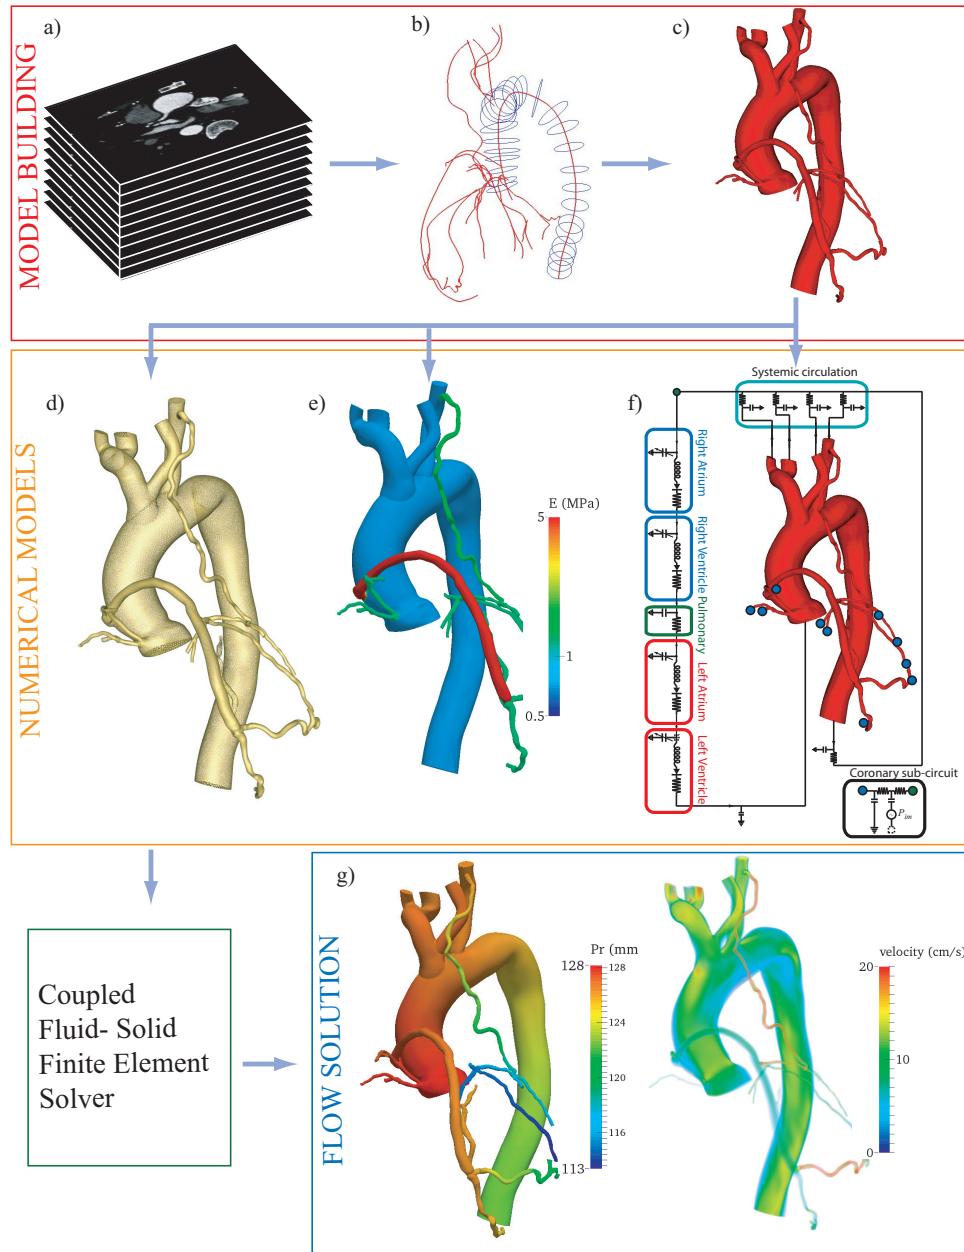 MODEL BUILDING
a)
b)
c)
NUMERICAL MODELS
d)
e)
E (MPa)
5
1
0.5
f)
Systemic circulation
Right Atrium
Right Ventricle
Pulmonary
Left Atrium
Left Ventricle
Coronary sub-circuit
Pim
Coupled
Fluid- Solid
Finite Element
Solver
FLOW SOLUTION
g)
Pr (mm
128
128
124
120
116
113
velocity (cm/s)
20
10
0